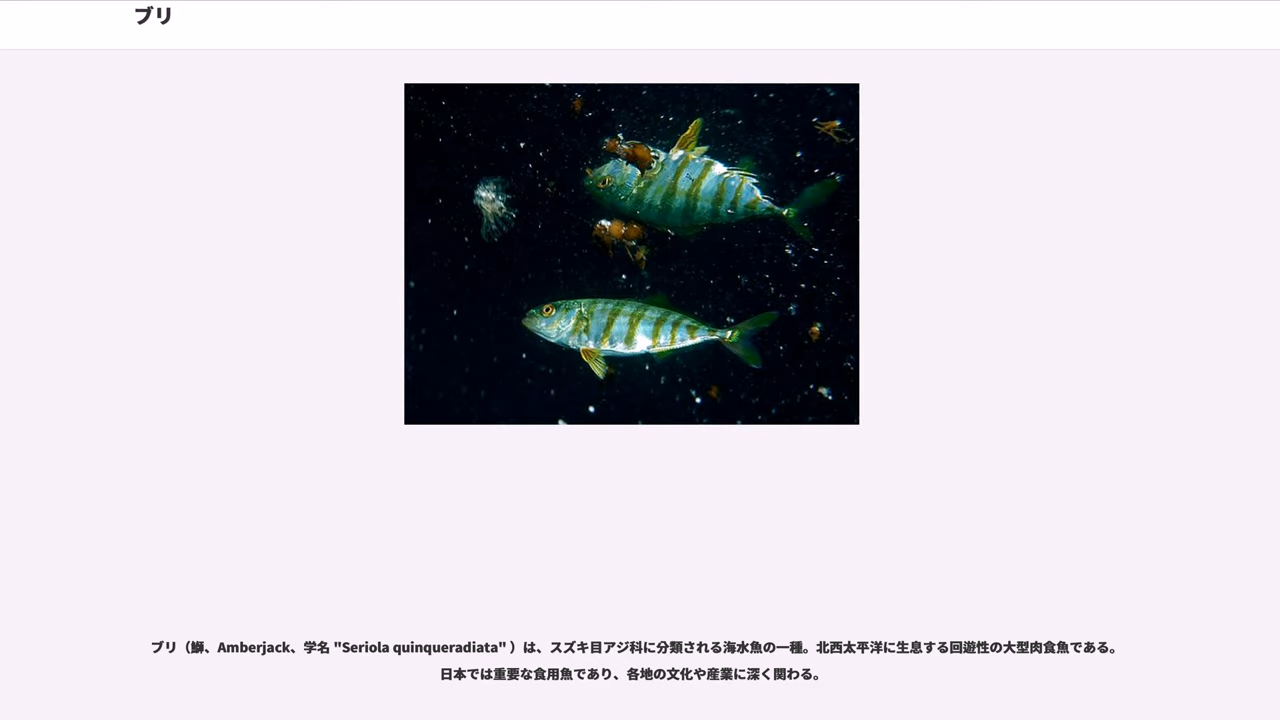 ブリ
ブリ（鰤、Amberjack、学名 "Seriola quinqueradiata" ）は、スズキ目アジ科に分類される海水魚の一種。北西太平洋に生息する回遊性の大型肉食魚である。
日本では重要な食用魚であり、各地の文化や産業に深く関わる。